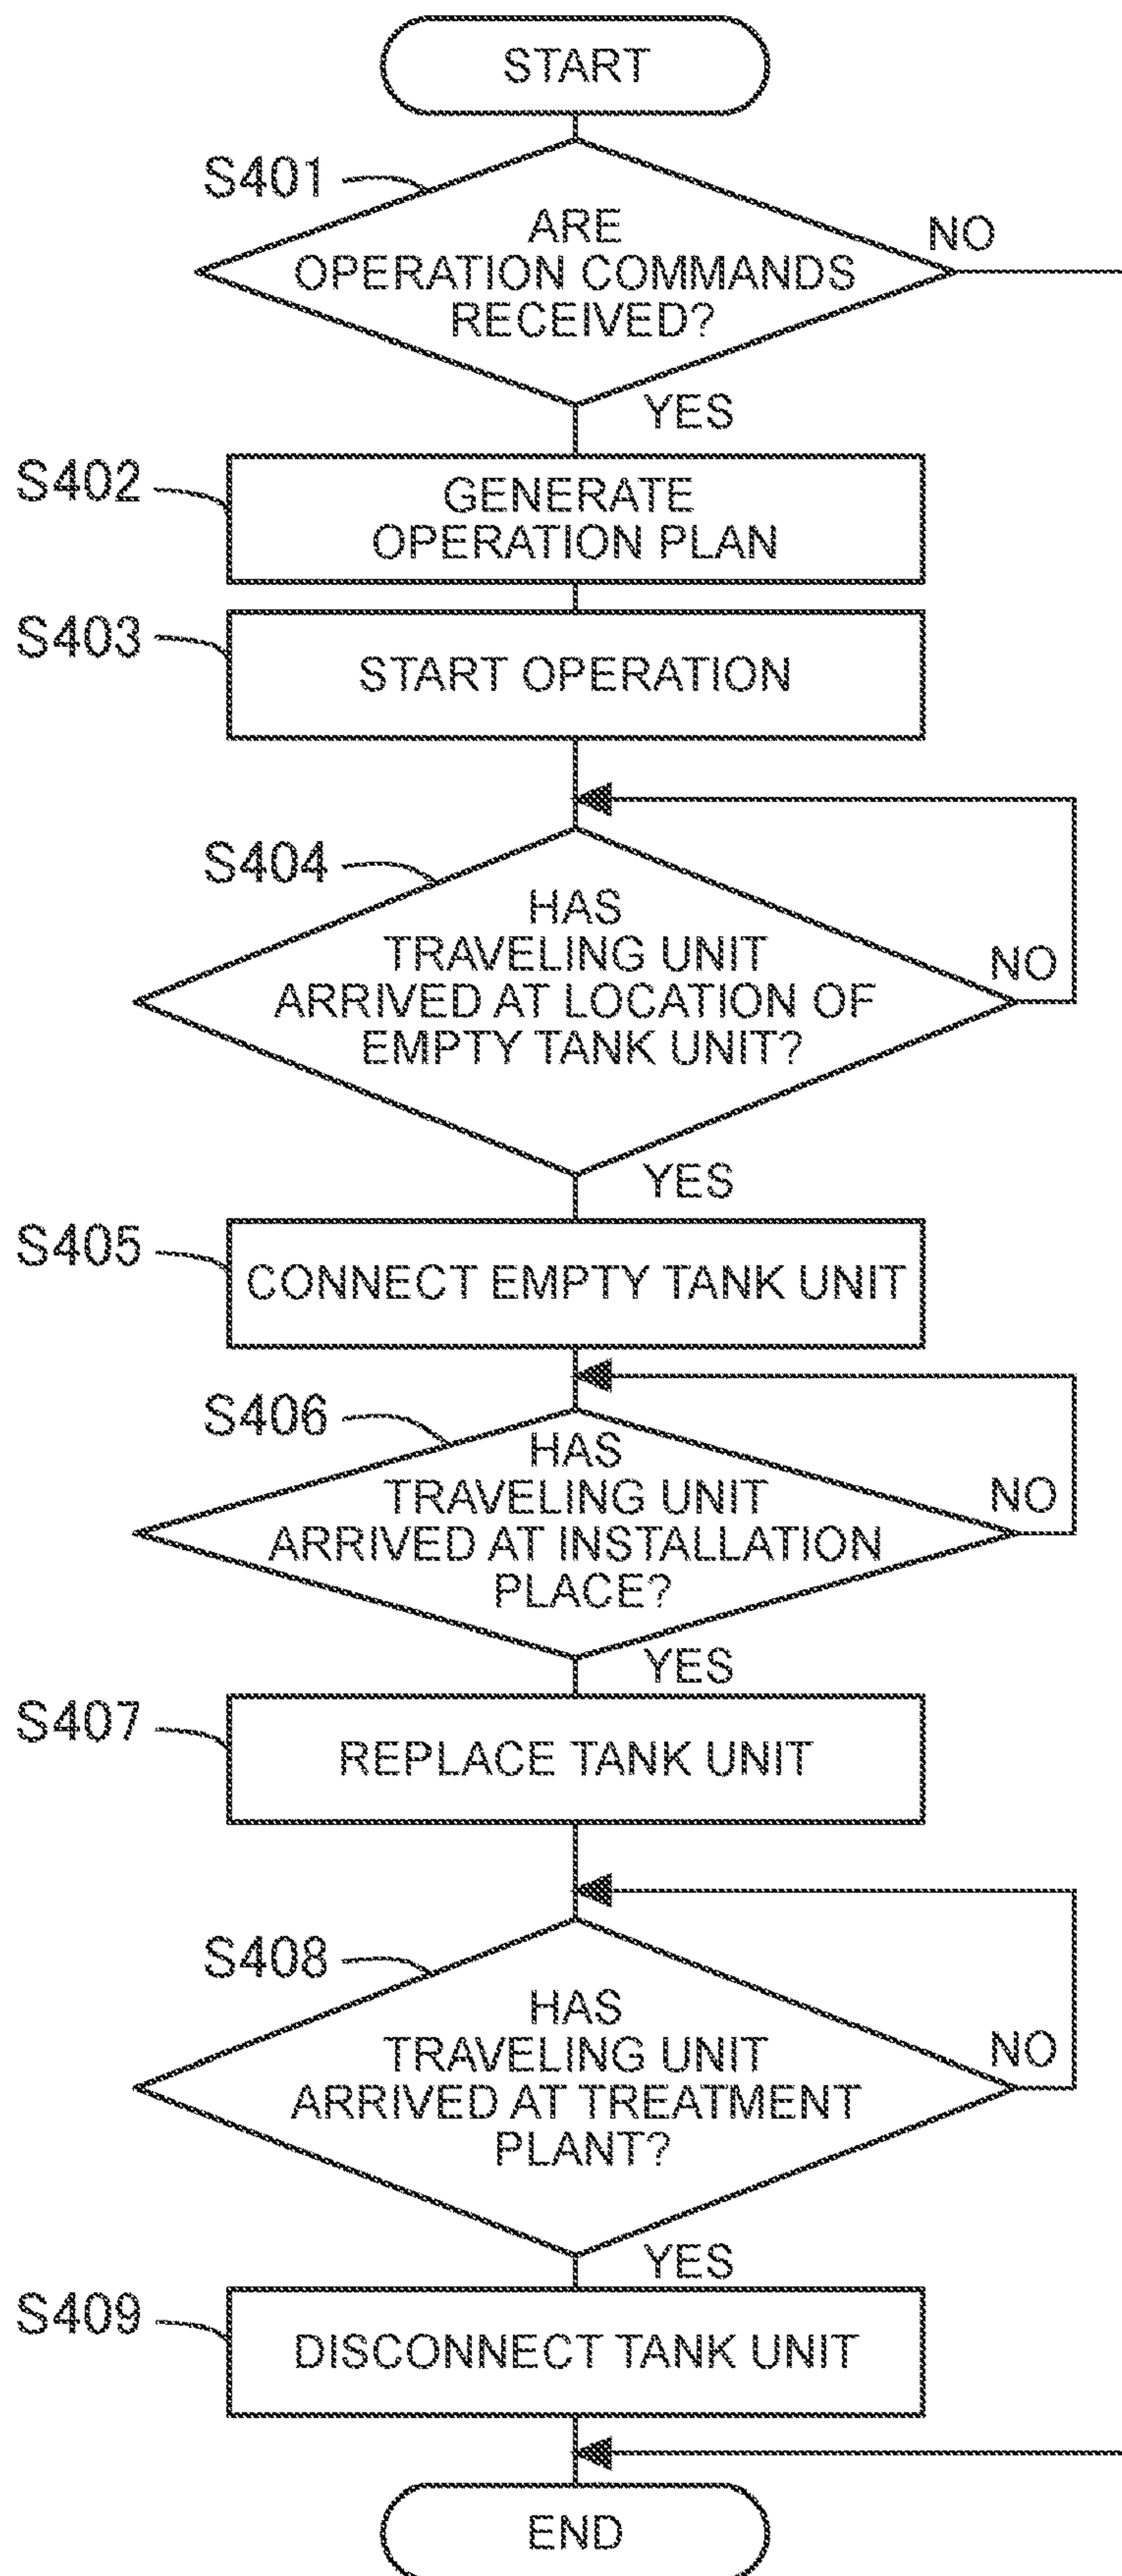 START
S401
ARE
OPERATION COMMANDS
RECEIVED?
NO
YES
S402
GENERATE
OPERATION PLAN
S403
START OPERATION
S404
HAS
TRAVELING UNIT
ARRIVED AT LOCATION OF
EMPTY TANK UNIT?
NO
YES
S405
CONNECT EMPTY TANK UNIT
S406
HAS
TRAVELING UNIT
ARRIVED AT INSTALLATION
PLACE?
NO
YES
S407
REPLACE TANK UNIT
S408
HAS
TRAVELING UNIT
ARRIVED AT TREATMENT
PLANT?
NO
YES
S409
DISCONNECT TANK UNIT
END